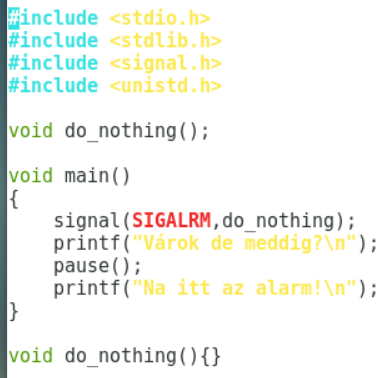 #include <stdio.h>
#include <stdlib.h>
#include <signal.h>
#include <unistd.h>
void do_nothing();
void main()
{
    signal(SIGALRM,do_nothing);
    printf("Várok de meddig?\n");
    pause();
    printf("Na itt az alarm!\n");
}
void do_nothing(){}